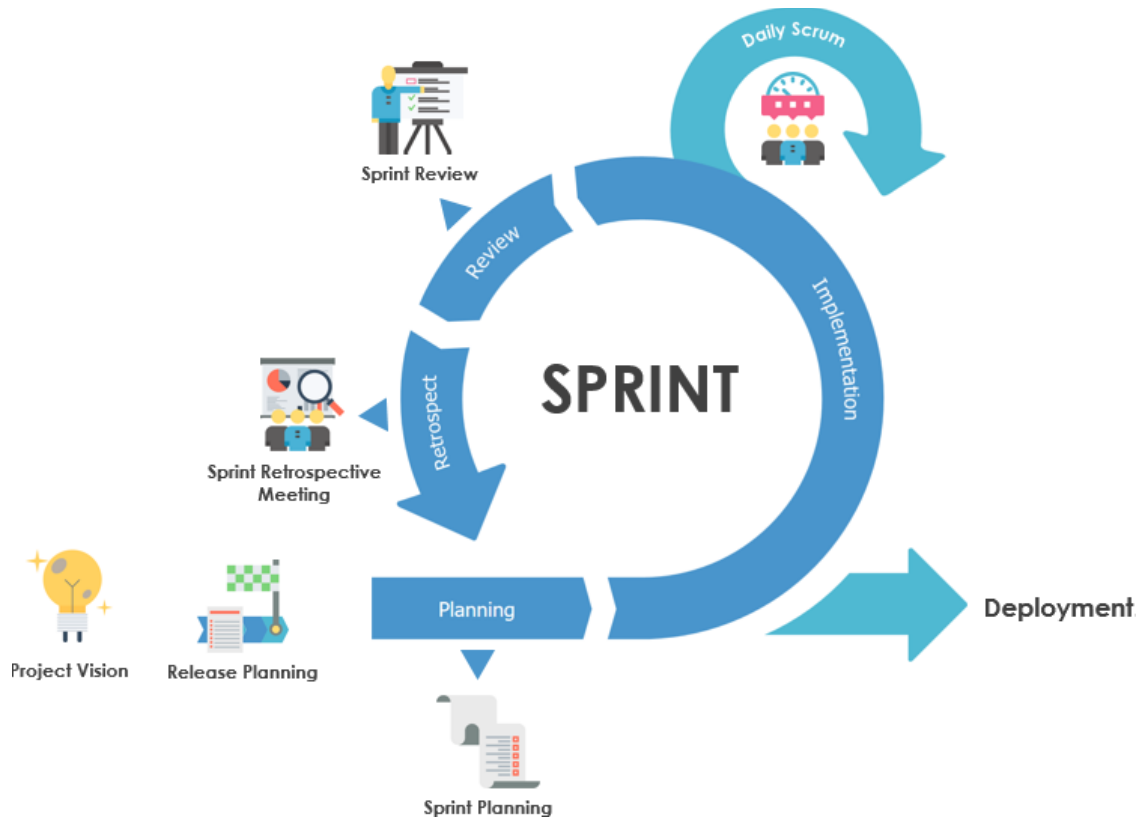 Daily Scrum
Sprint Review
Review
Implementation
SPRINT
Retrospect
Sprint Retrospective
Meeting
Planning
Deployment
Project Vision
Release Planning
Sprint Planning